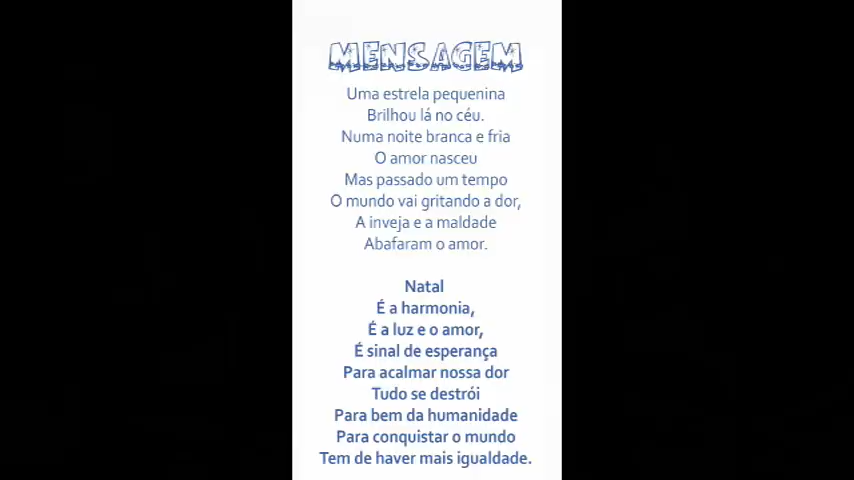 MENSAGEM
Uma estrela pequenina
Brilhou lá no céu.
Numa noite branca e fria
O amor nasceu
Mas passado um tempo
O mundo vai gritando a dor,
A inveja e a maldade
Abafaram o amor.
Natal
É a harmonia,
É a luz e o amor,
É sinal de esperança
Para acalmar nossa dor
Tudo se destrói
Para bem da humanidade
Para conquistar o mundo
Tem de haver mais igualdade.